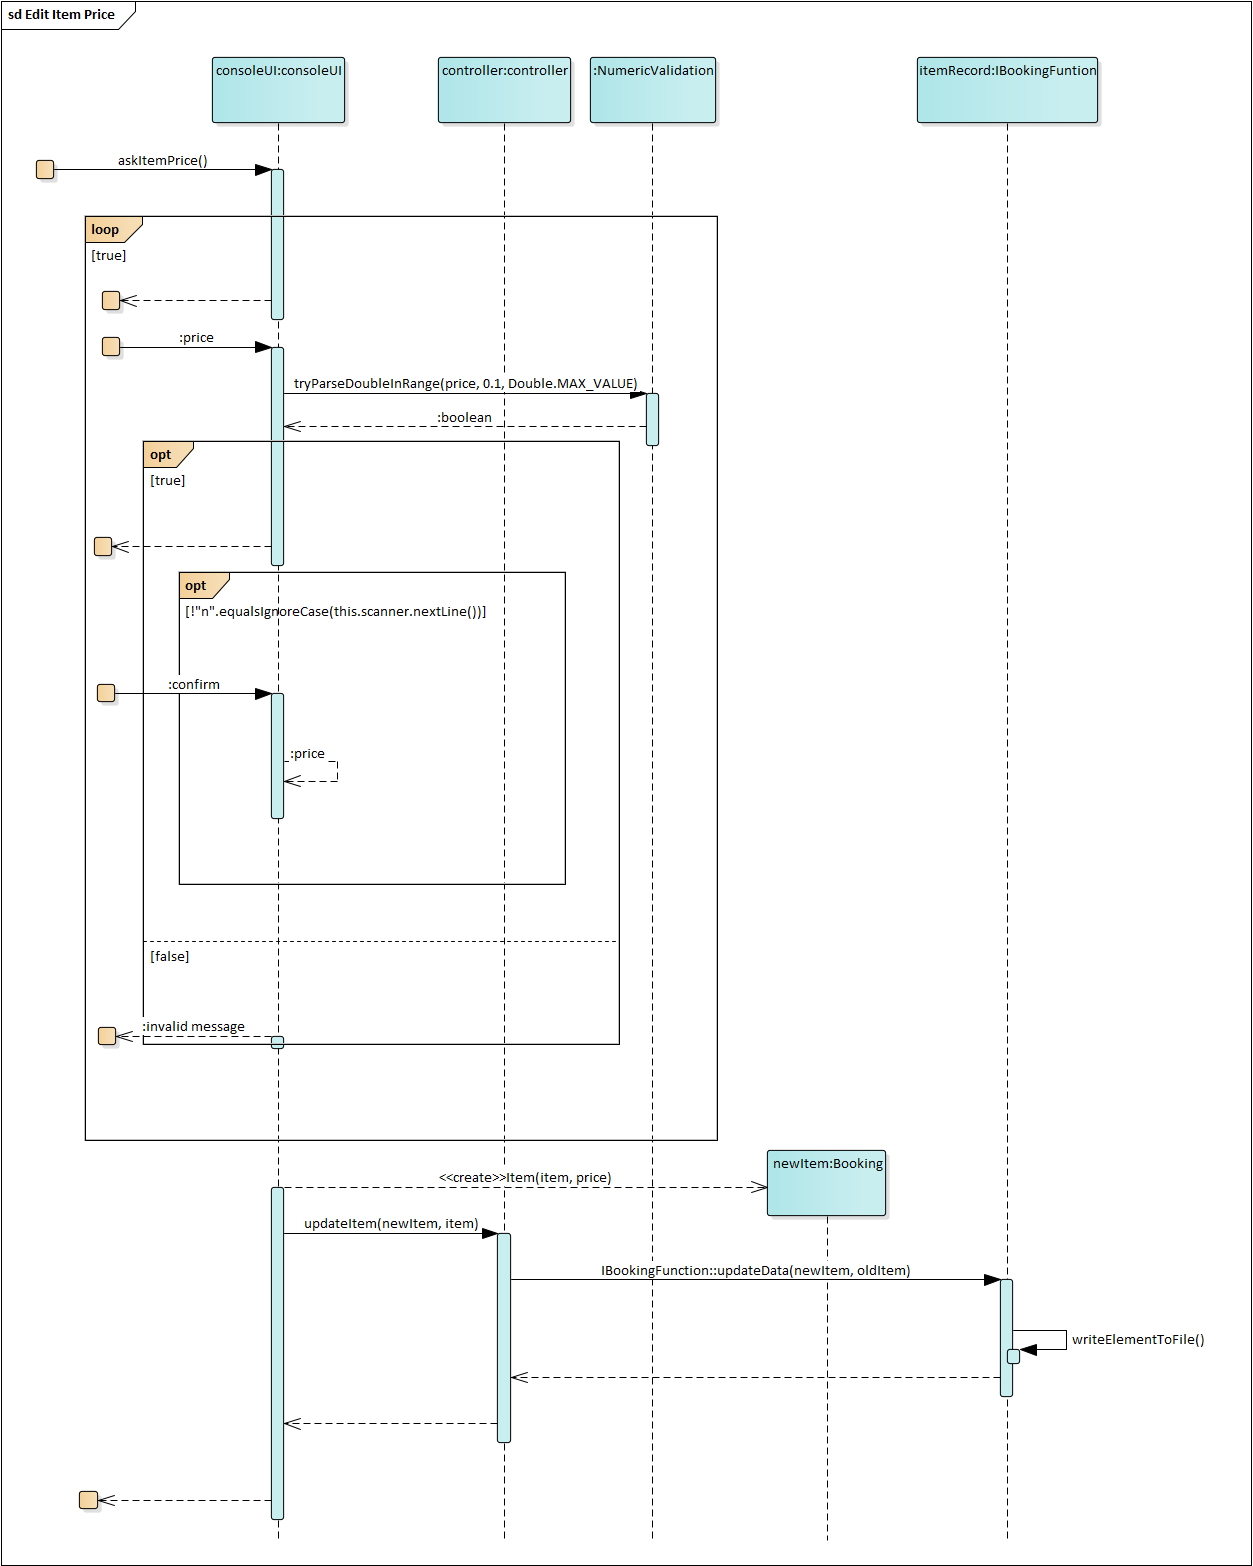 sd Edit Item Price
consoleUI:consoleUI
controller:controller
:NumericValidation
itemRecord:IBookingFuntion
askItemPrice()
loop
[true]
:price
tryParseDoubleInRange(price, 0.1, Double.MAX_VALUE)
:boolean
opt
[true]
opt
[!"n".equalsIgnoreCase(this.scanner.nextLine())]
:confirm
:price
[false]
:invalid message
newItem:Booking
<<create>>Item(item, price)
updateItem(newItem, item)
IBookingFunction::updateData(newItem, oldItem)
writeElementToFile()